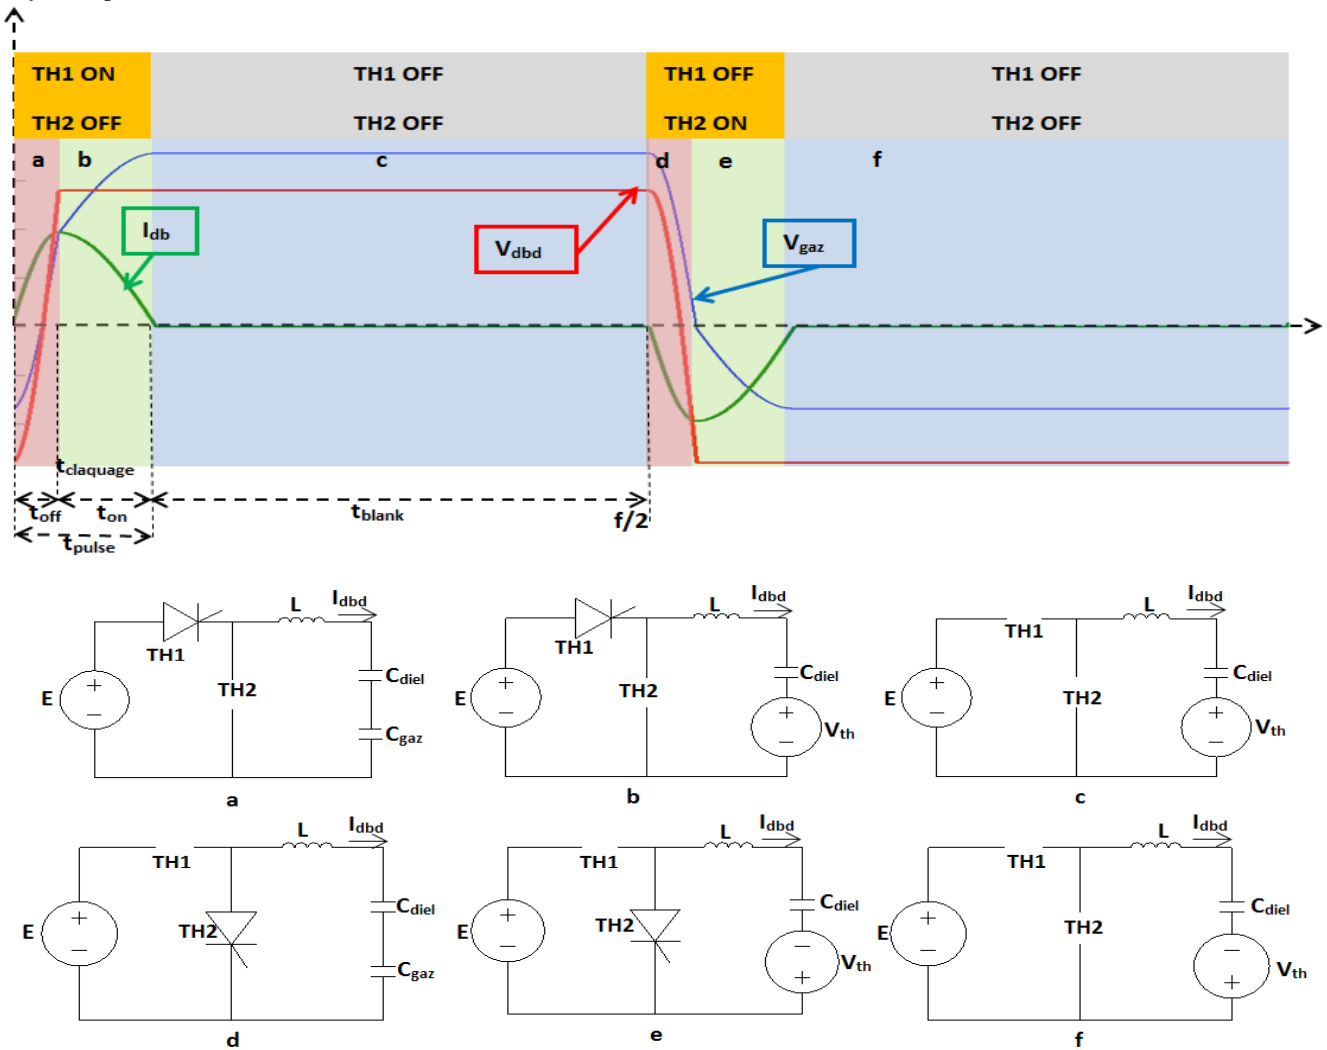 TH1 ON TH1 OFF TH1 OFF TH1 OFF
TH2 OFF TH2 OFF TH2 ON TH2 OFF
a b c d e f
Idb
Vdbd
Vgaz
tclaquage
toff ton tblank f/2
tpulse
L Idbd
TH1
TH2
E
+
−
Cdiel
Cgaz
a
L Idbd
TH1
TH2
E
+
−
Cdiel
+
−
Vth
b
L Idbd
TH1
TH2
E
+
−
Cdiel
+
−
Vth
c
L Idbd
TH1
TH2
E
+
−
Cdiel
Cgaz
d
L Idbd
TH1
TH2
E
+
−
Cdiel
−
+
Vth
e
L Idbd
TH1
TH2
E
+
−
Cdiel
−
+
Vth
f